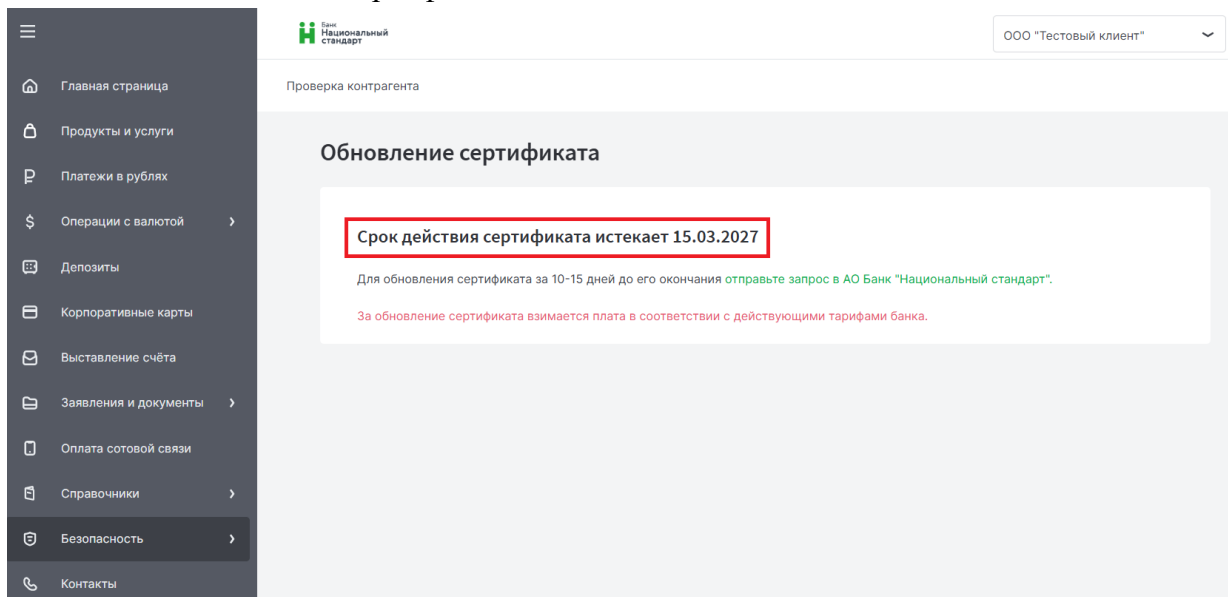 Банк
Национальный
стандарт
ООО "Тестовый клиент"
Главная страница
Продукты и услуги
Платежи в рублях
Операции с валютой
Депозиты
Корпоративные карты
Выставление счёта
Заявления и документы
Оплата сотовой связи
Справочники
Безопасность
Контакты
Проверка контрагента
Обновление сертификата
Срок действия сертификата истекает 15.03.2027
Для обновления сертификата за 10-15 дней до его окончания отправьте запрос в АО Банк "Национальный стандарт".
За обновление сертификата взимается плата в соответствии с действующими тарифами банка.